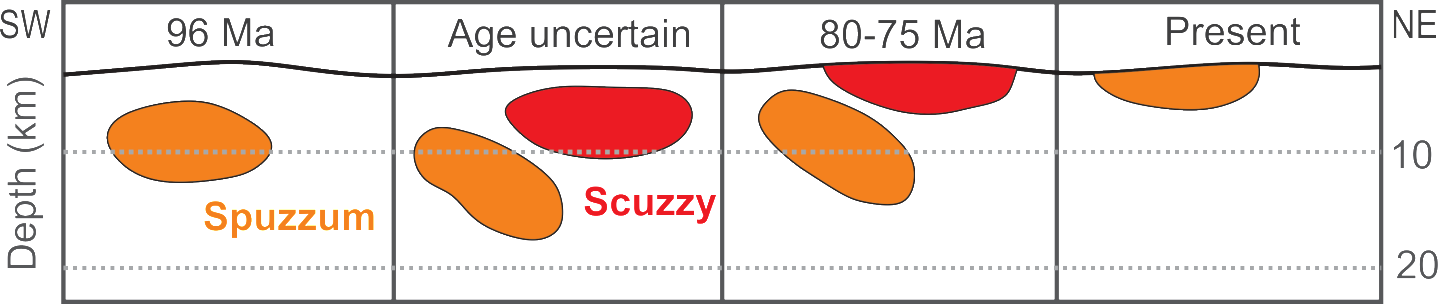 SW
96 Ma
Age uncertain
80-75 Ma
Present
NE
Depth (km)
10
Spuzzum
Scuzzy
20